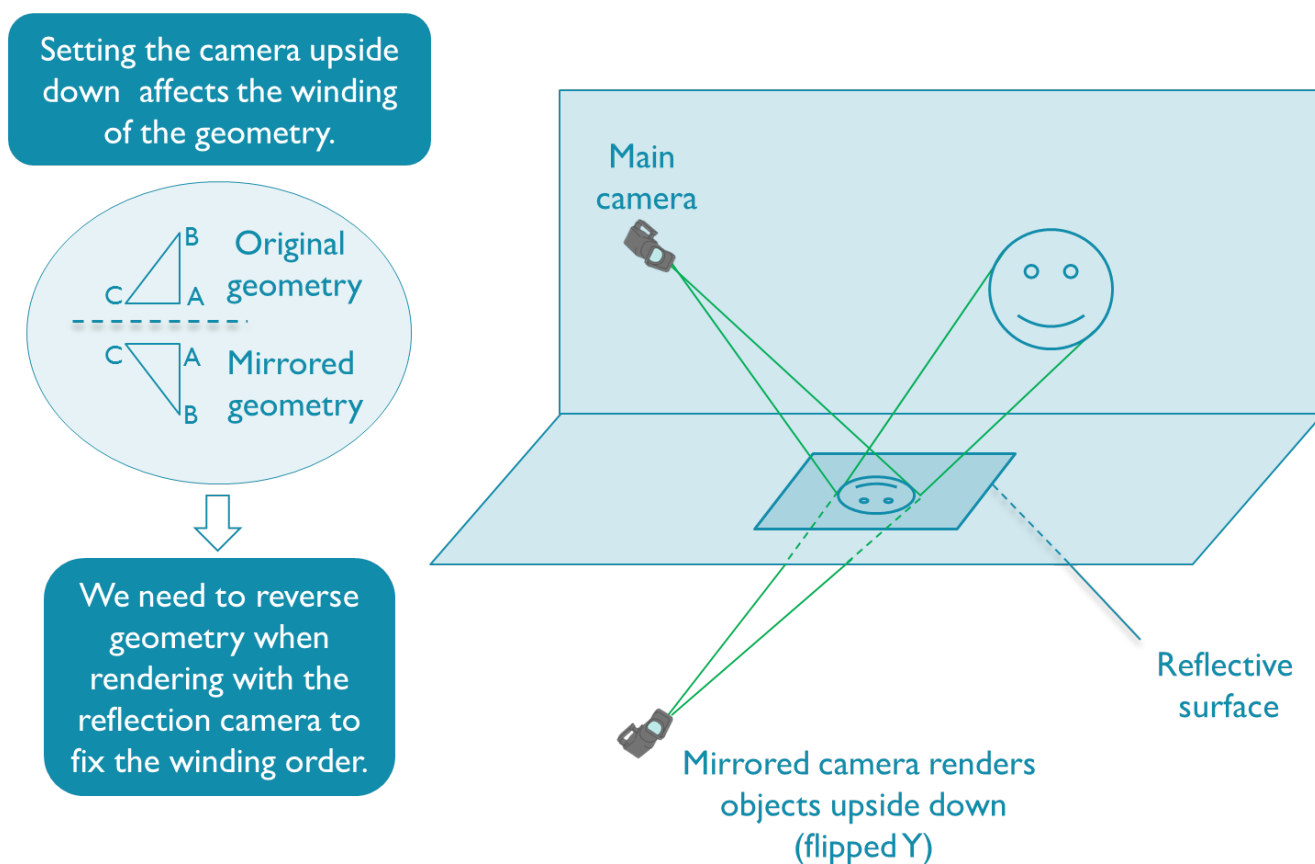 Setting the camera upside
down affects the winding
of the geometry.
B
Original
geometry
C
A
C
A
Mirrored
geometry
B
We need to reverse
geometry when
rendering with the
reflection camera to
fix the winding order.
Main
camera
Reflective
surface
Mirrored camera renders
objects upside down
(flipped Y)